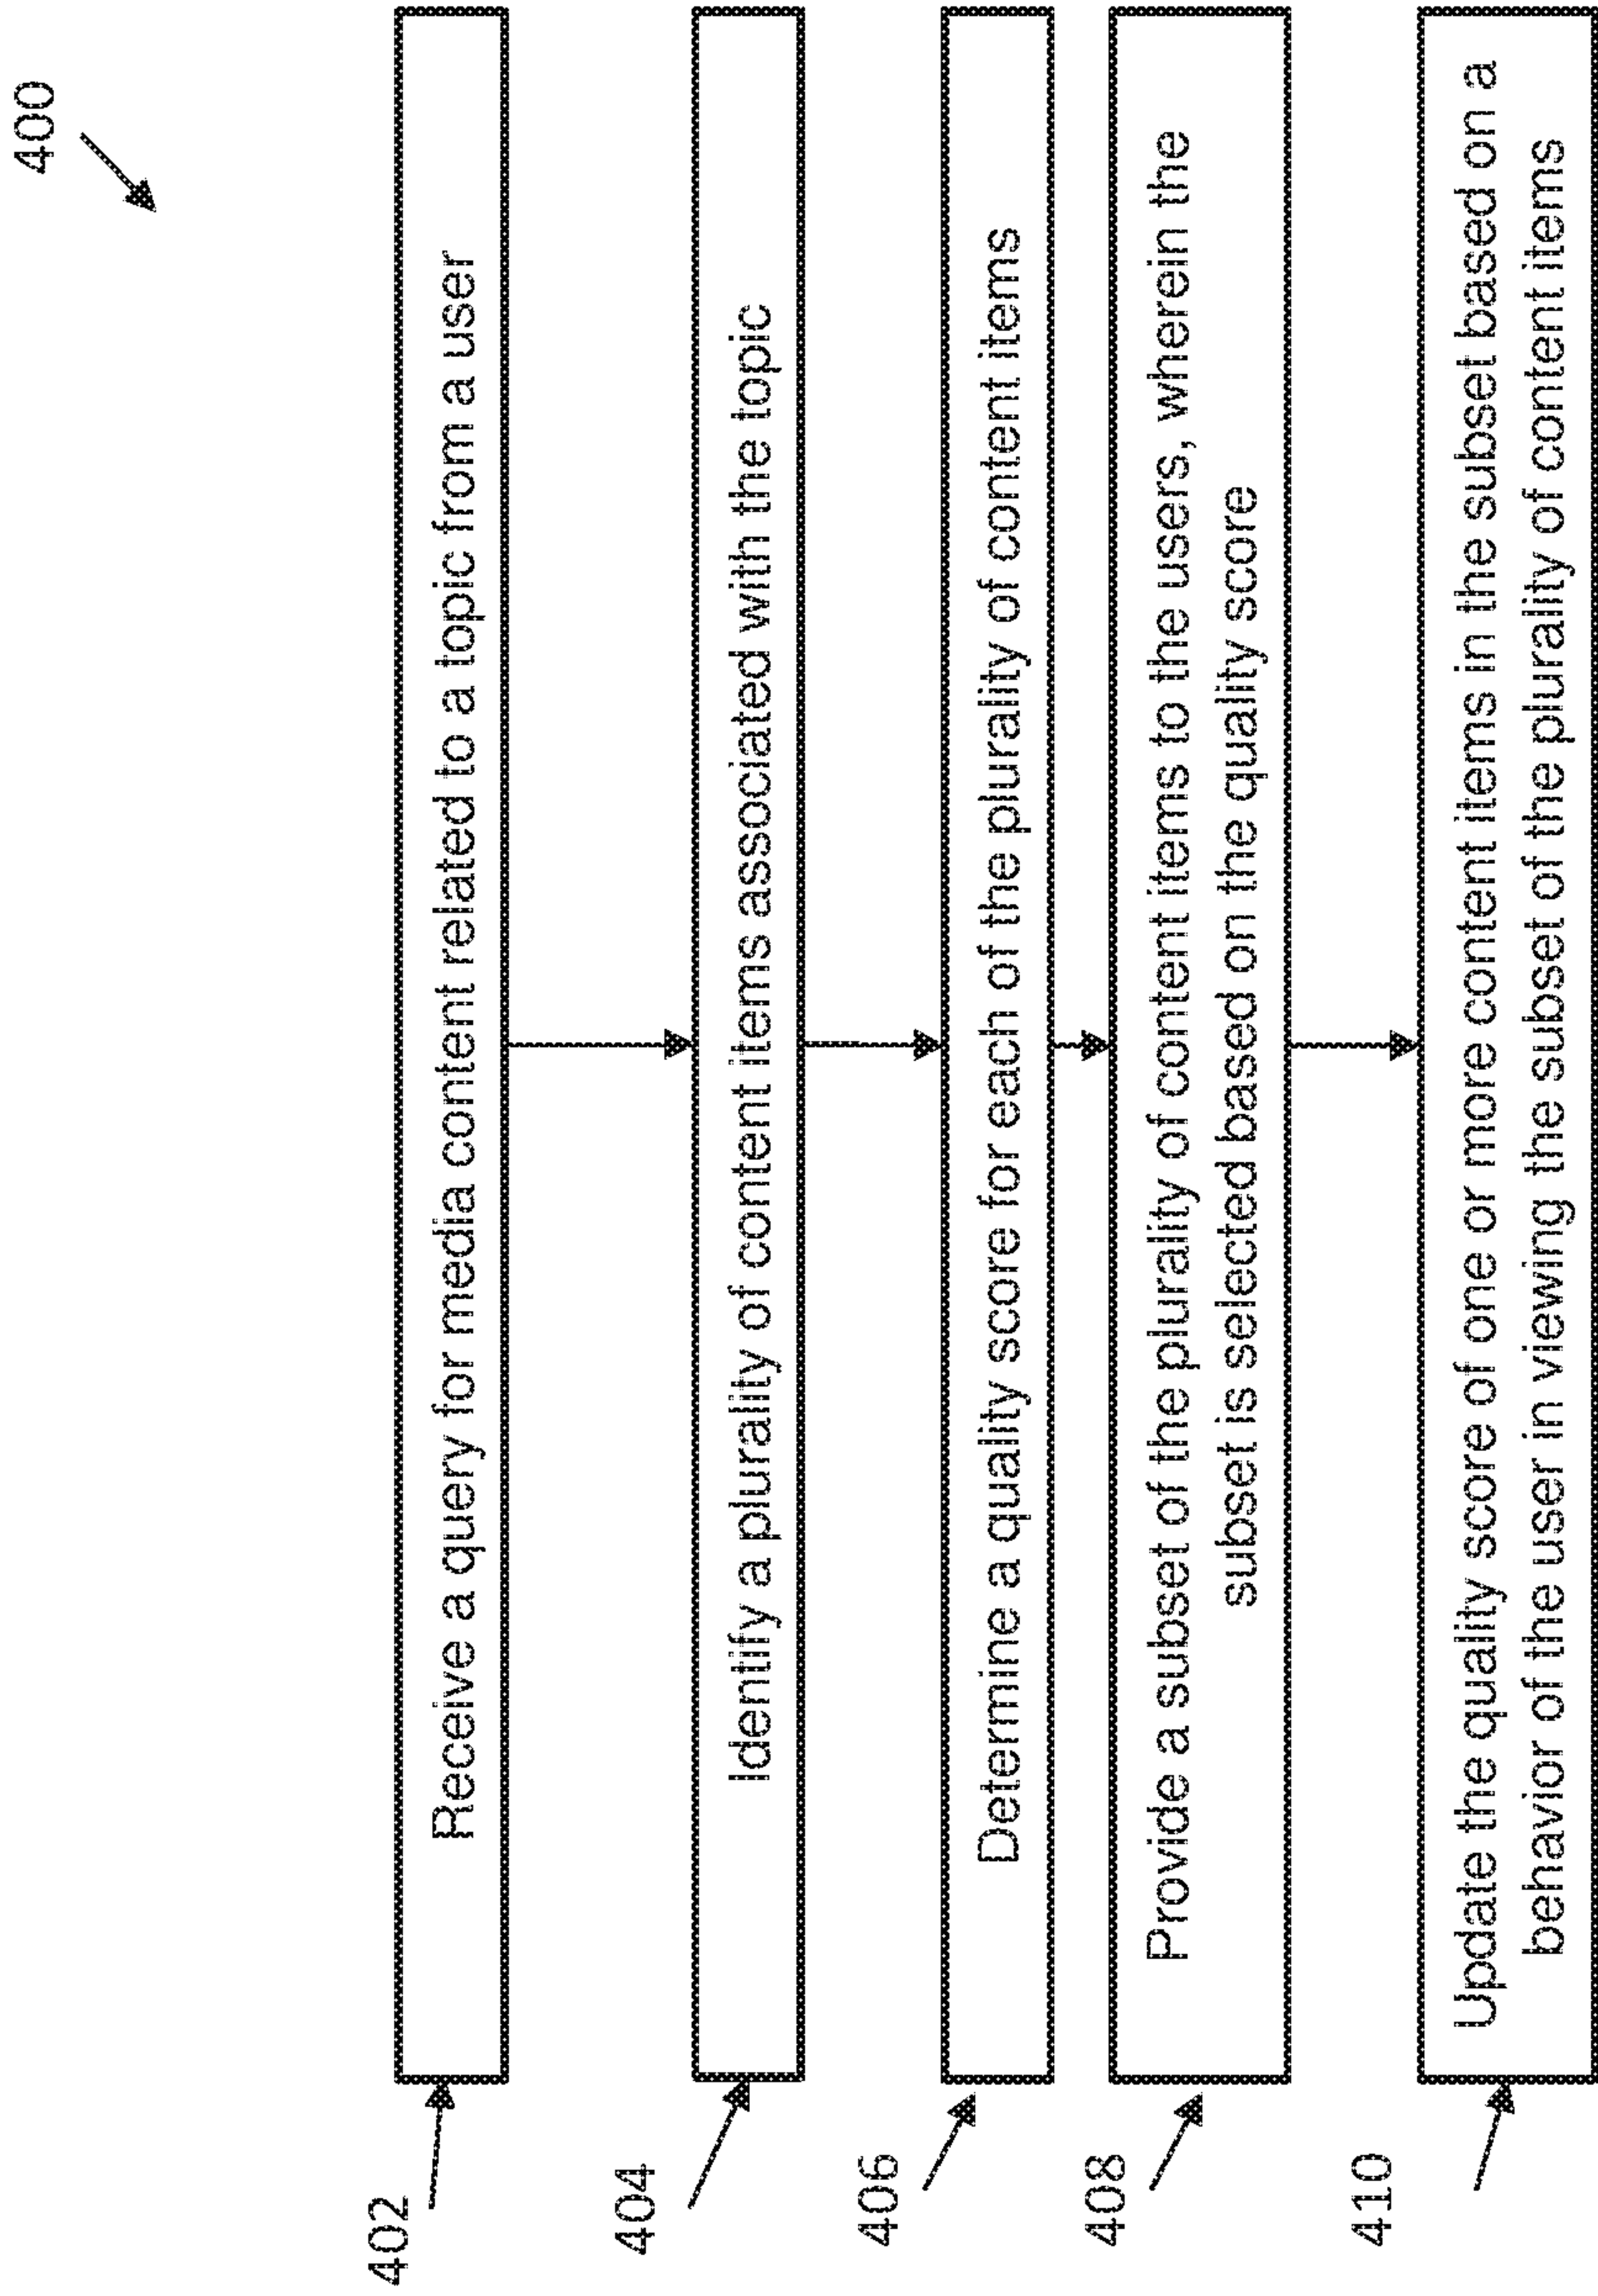 400
402
Receive a query for media content related to a topic from a user
404
Identify a plurality of content items associated with the topic
406
Determine a quality score for each of the plurality of content items
408
Provide a subset of the plurality of content items to the users, wherein the
subset is selected based on the quality score
410
Update the quality score of one or more content items in the subset based on a
behavior of the user in viewing the subset of the plurality of content items